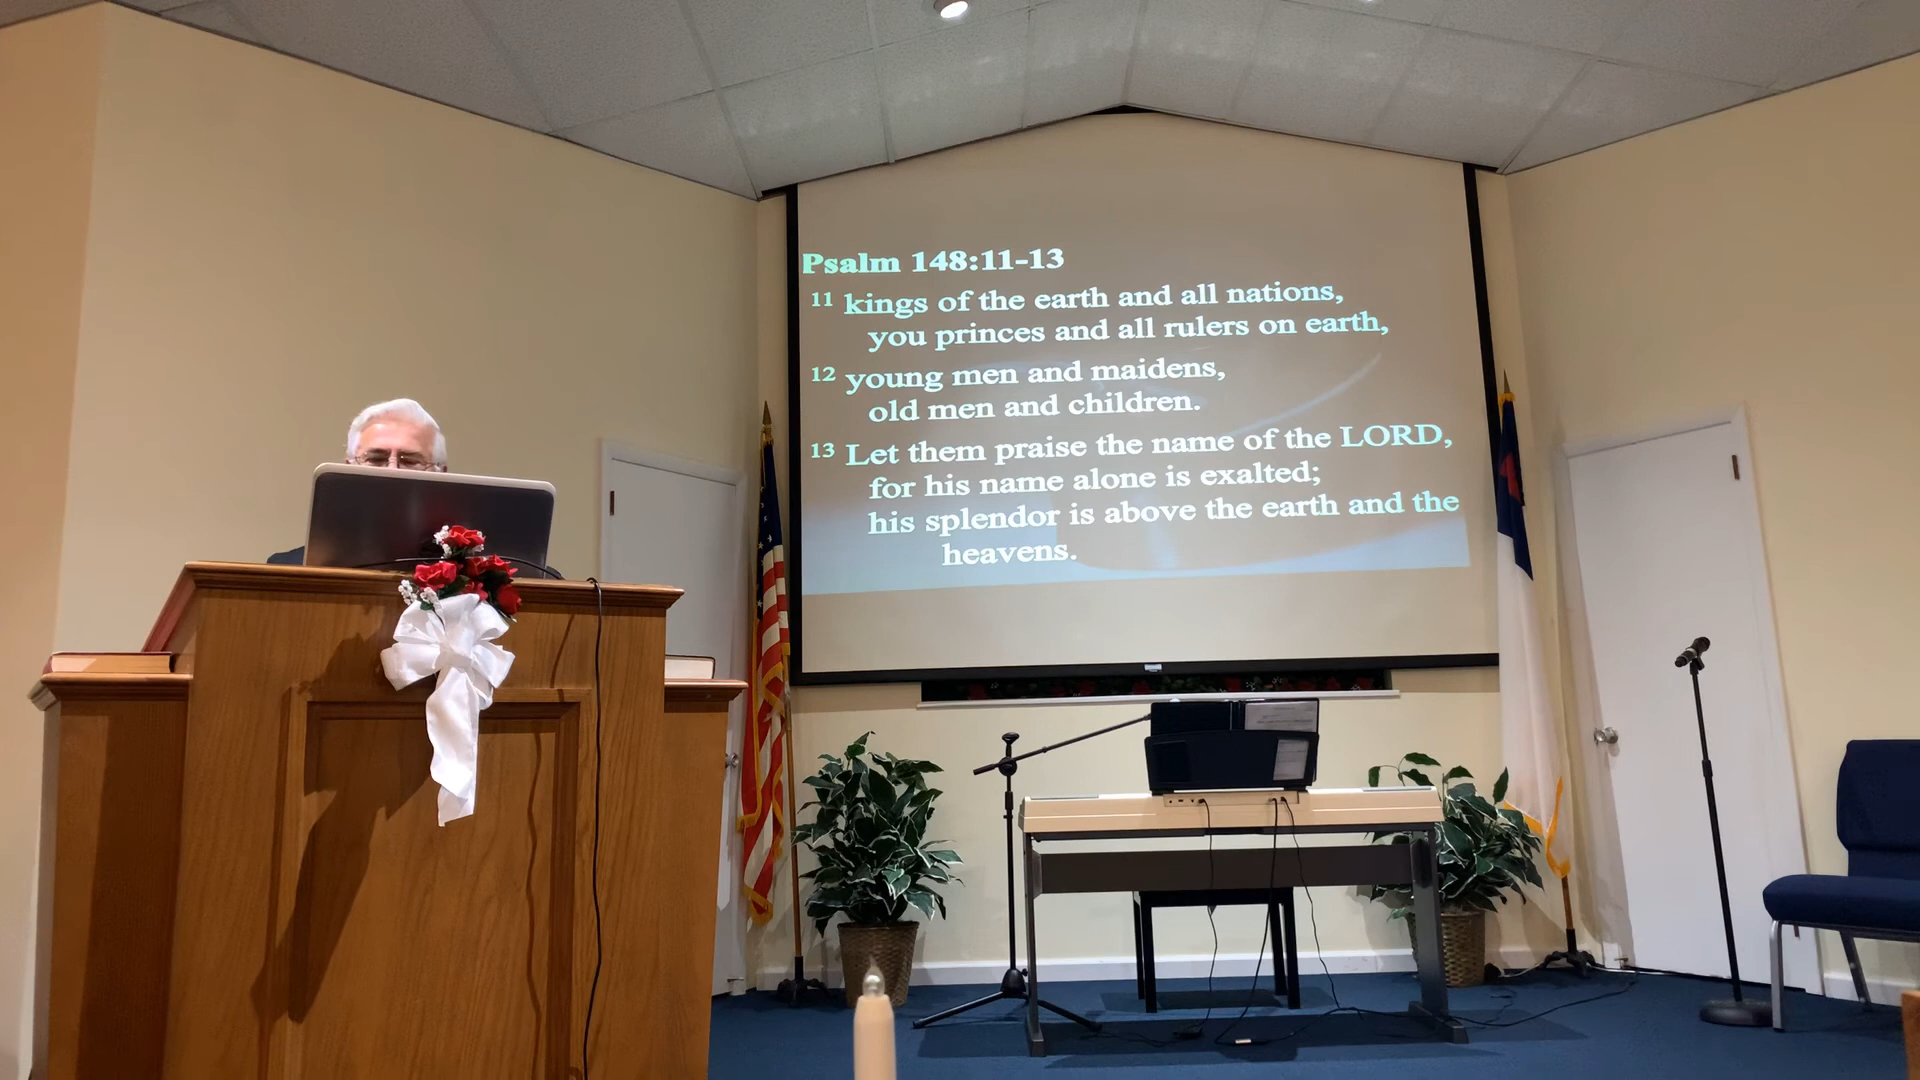 Psalm 148:11-13
11 kings of the earth and all nations,
you princes and all rulers on earth,
12 young men and maidens,
old men and children.
13 Let them praise the name of the LORD,
for his name alone is exalted;
his splendor is above the earth and the
heavens.